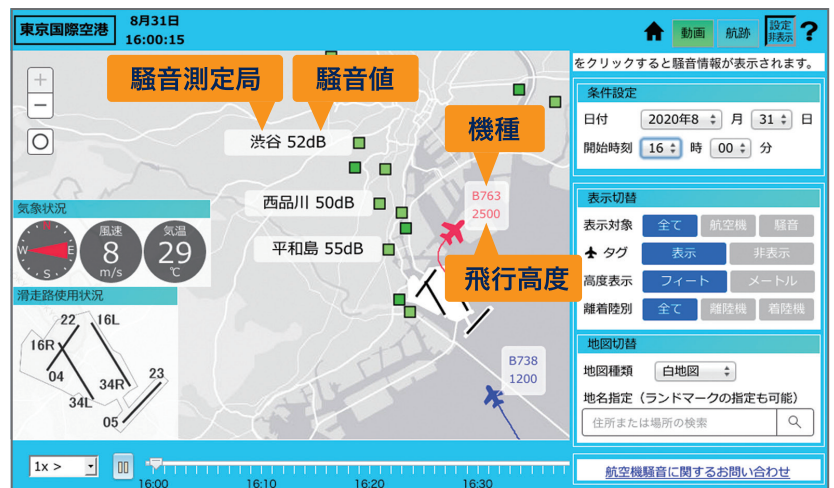 東京国際空港
8月31日
16:00:15
動画
航跡
設定
非表示
?
をクリックすると騒音情報が表示されます。
騒音測定局
騒音値
機種
飛行高度
渋谷 52dB
西品川 50dB
平和島 55dB
B763
2500
B738
1200
気象状況
N
W
E
S
風速
8
m/s
気温
29
℃
滑走路使用状況
22
16L
16R
04
34R
23
34L
05
条件設定
日付 2020年8 月 31 日
開始時刻 16 時 00 分
表示切替
表示対象 全て 航空機 騒音
タグ 表示 非表示
高度表示 フィート メートル
離着陸別 全て 離陸機 着陸機
地図切替
地図種類 白地図
地名指定（ランドマークの指定も可能）
住所または場所の検索
航空機騒音に関するお問い合わせ
1x >
16:00
16:10
16:20
16:30